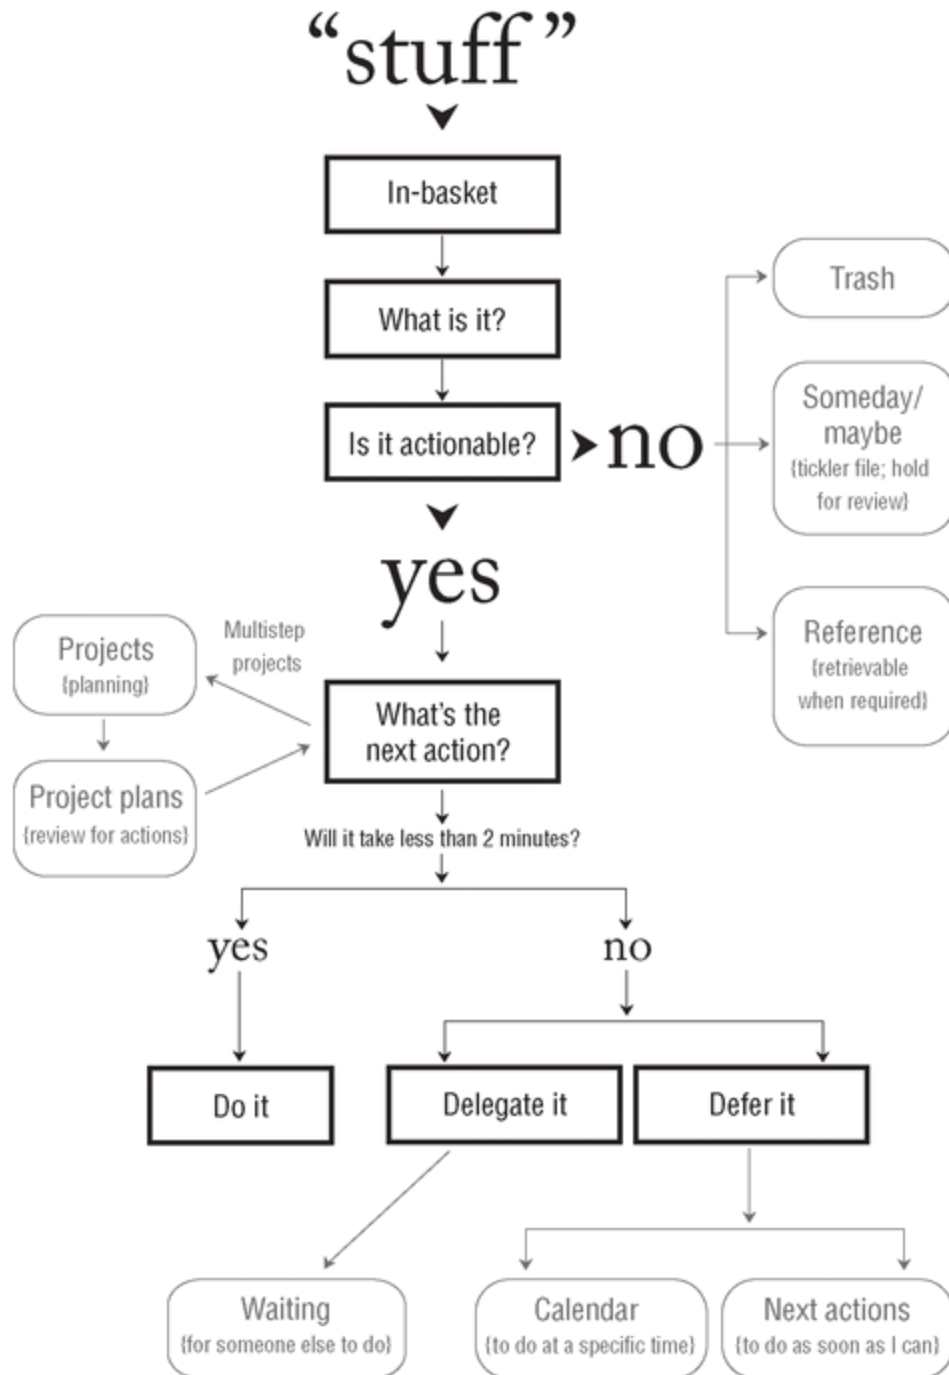 “stuff”
In-basket
What is it?
Is it actionable?
no
Trash
Someday/
maybe
{tickler file; hold
for review}
Reference
{retrievable
when required}
yes
Multistep
projects
Projects
{planning}
Project plans
{review for actions}
What’s the
next action?
Will it take less than 2 minutes?
yes
no
Do it
Delegate it
Defer it
Waiting
{for someone else to do}
Calendar
{to do at a specific time}
Next actions
{to do as soon as I can}